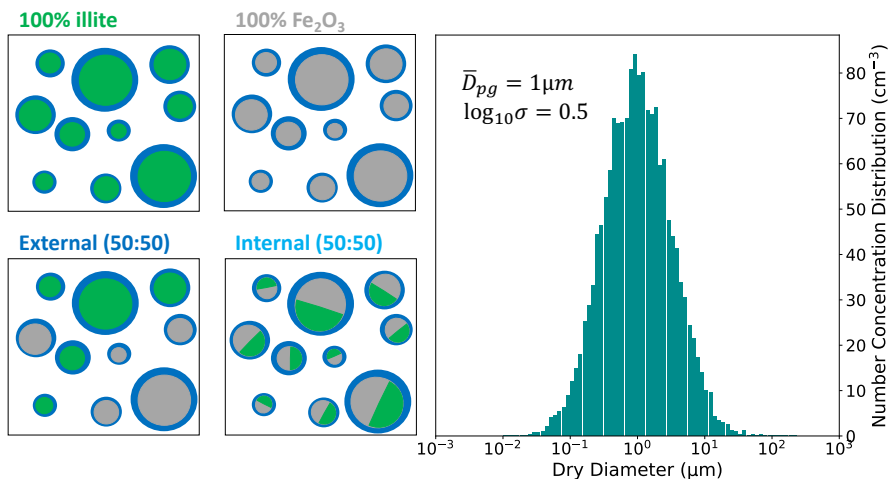 100% illite
100% Fe₂O₃
External (50:50)
Internal (50:50)
D̅ₚg = 1μm
log₁₀σ = 0.5
80
70
60
50
40
30
20
10
0
Number Concentration Distribution (cm⁻³)
10⁻³ 10⁻² 10⁻¹ 10⁰ 10¹ 10² 10³
Dry Diameter (μm)